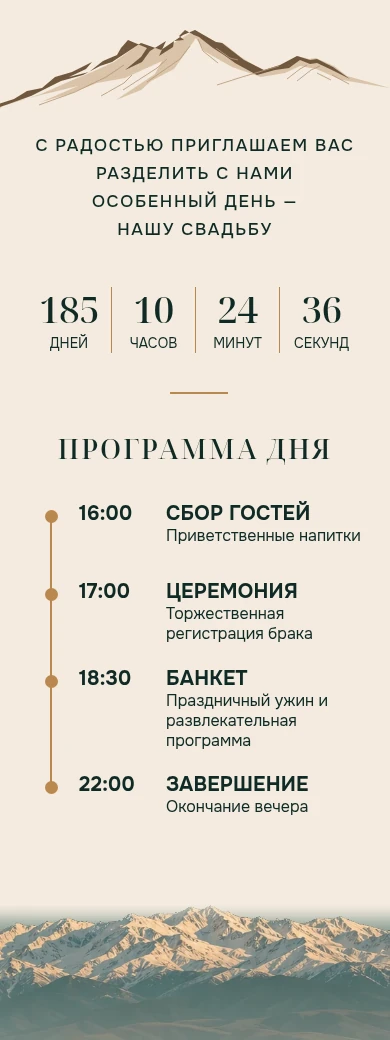 С РАДОСТЬЮ ПРИГЛАШАЕМ ВАС
РАЗДЕЛИТЬ С НАМИ
ОСОБЕННЫЙ ДЕНЬ —
НАШУ СВАДЬБУ
185 10 24 36
ДНЕЙ ЧАСОВ МИНУТ СЕКУНД
ПРОГРАММА ДНЯ
16:00 СБОР ГОСТЕЙ
Приветственные напитки
17:00 ЦЕРЕМОНИЯ
Торжественная
регистрация брака
18:30 БАНКЕТ
Праздничный ужин и
развлекательная
программа
22:00 ЗАВЕРШЕНИЕ
Окончание вечера